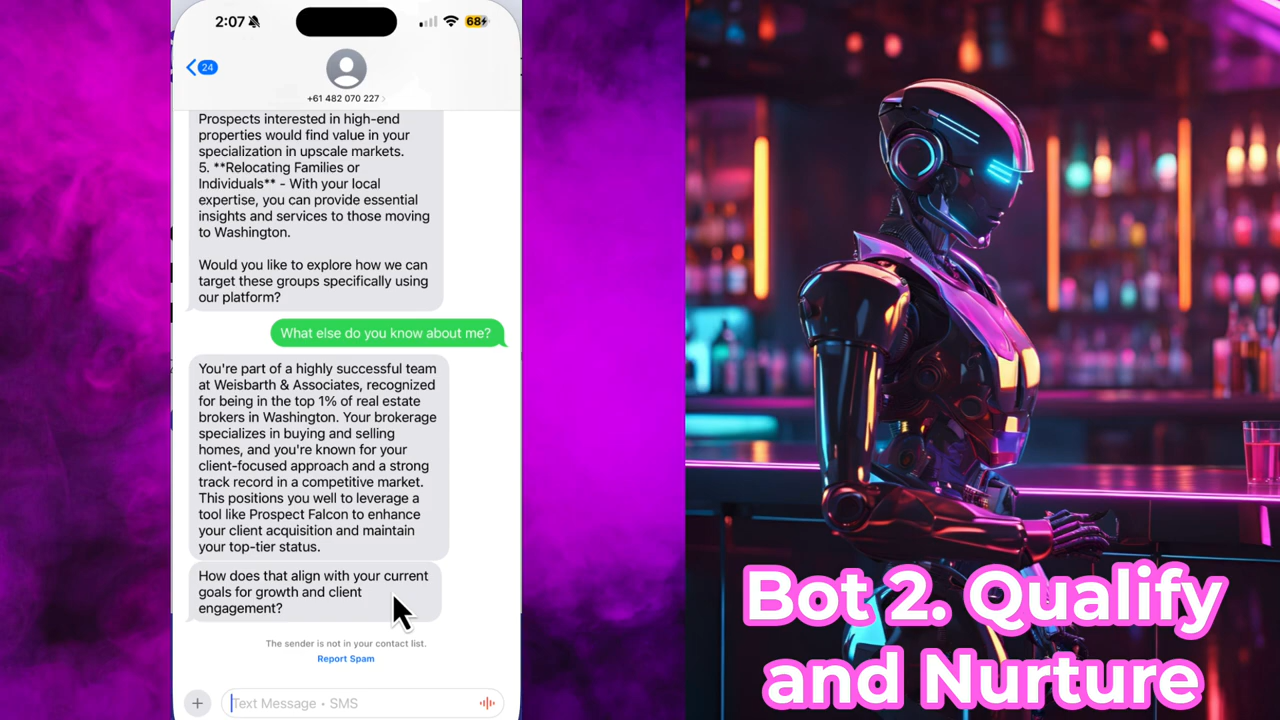 2:07
68
24
+61 482 070 227
Prospects interested in high-end
properties would find value in your
specialization in upscale markets.
5. **Relocating Families or
Individuals** - With your local
expertise, you can provide essential
insights and services to those moving
to Washington.
Would you like to explore how we can
target these groups specifically using
our platform?
What else do you know about me?
You're part of a highly successful team
at Weisbarth & Associates, recognized
for being in the top 1% of real estate
brokers in Washington. Your brokerage
specializes in buying and selling
homes, and you're known for your
client-focused approach and a strong
track record in a competitive market.
This positions you well to leverage a
tool like Prospect Falcon to enhance
your client acquisition and maintain
your top-tier status.
How does that align with your current
goals for growth and client
engagement?
The sender is not in your contact list.
Report Spam
Text Message • SMS
Bot 2. Qualify
and Nurture